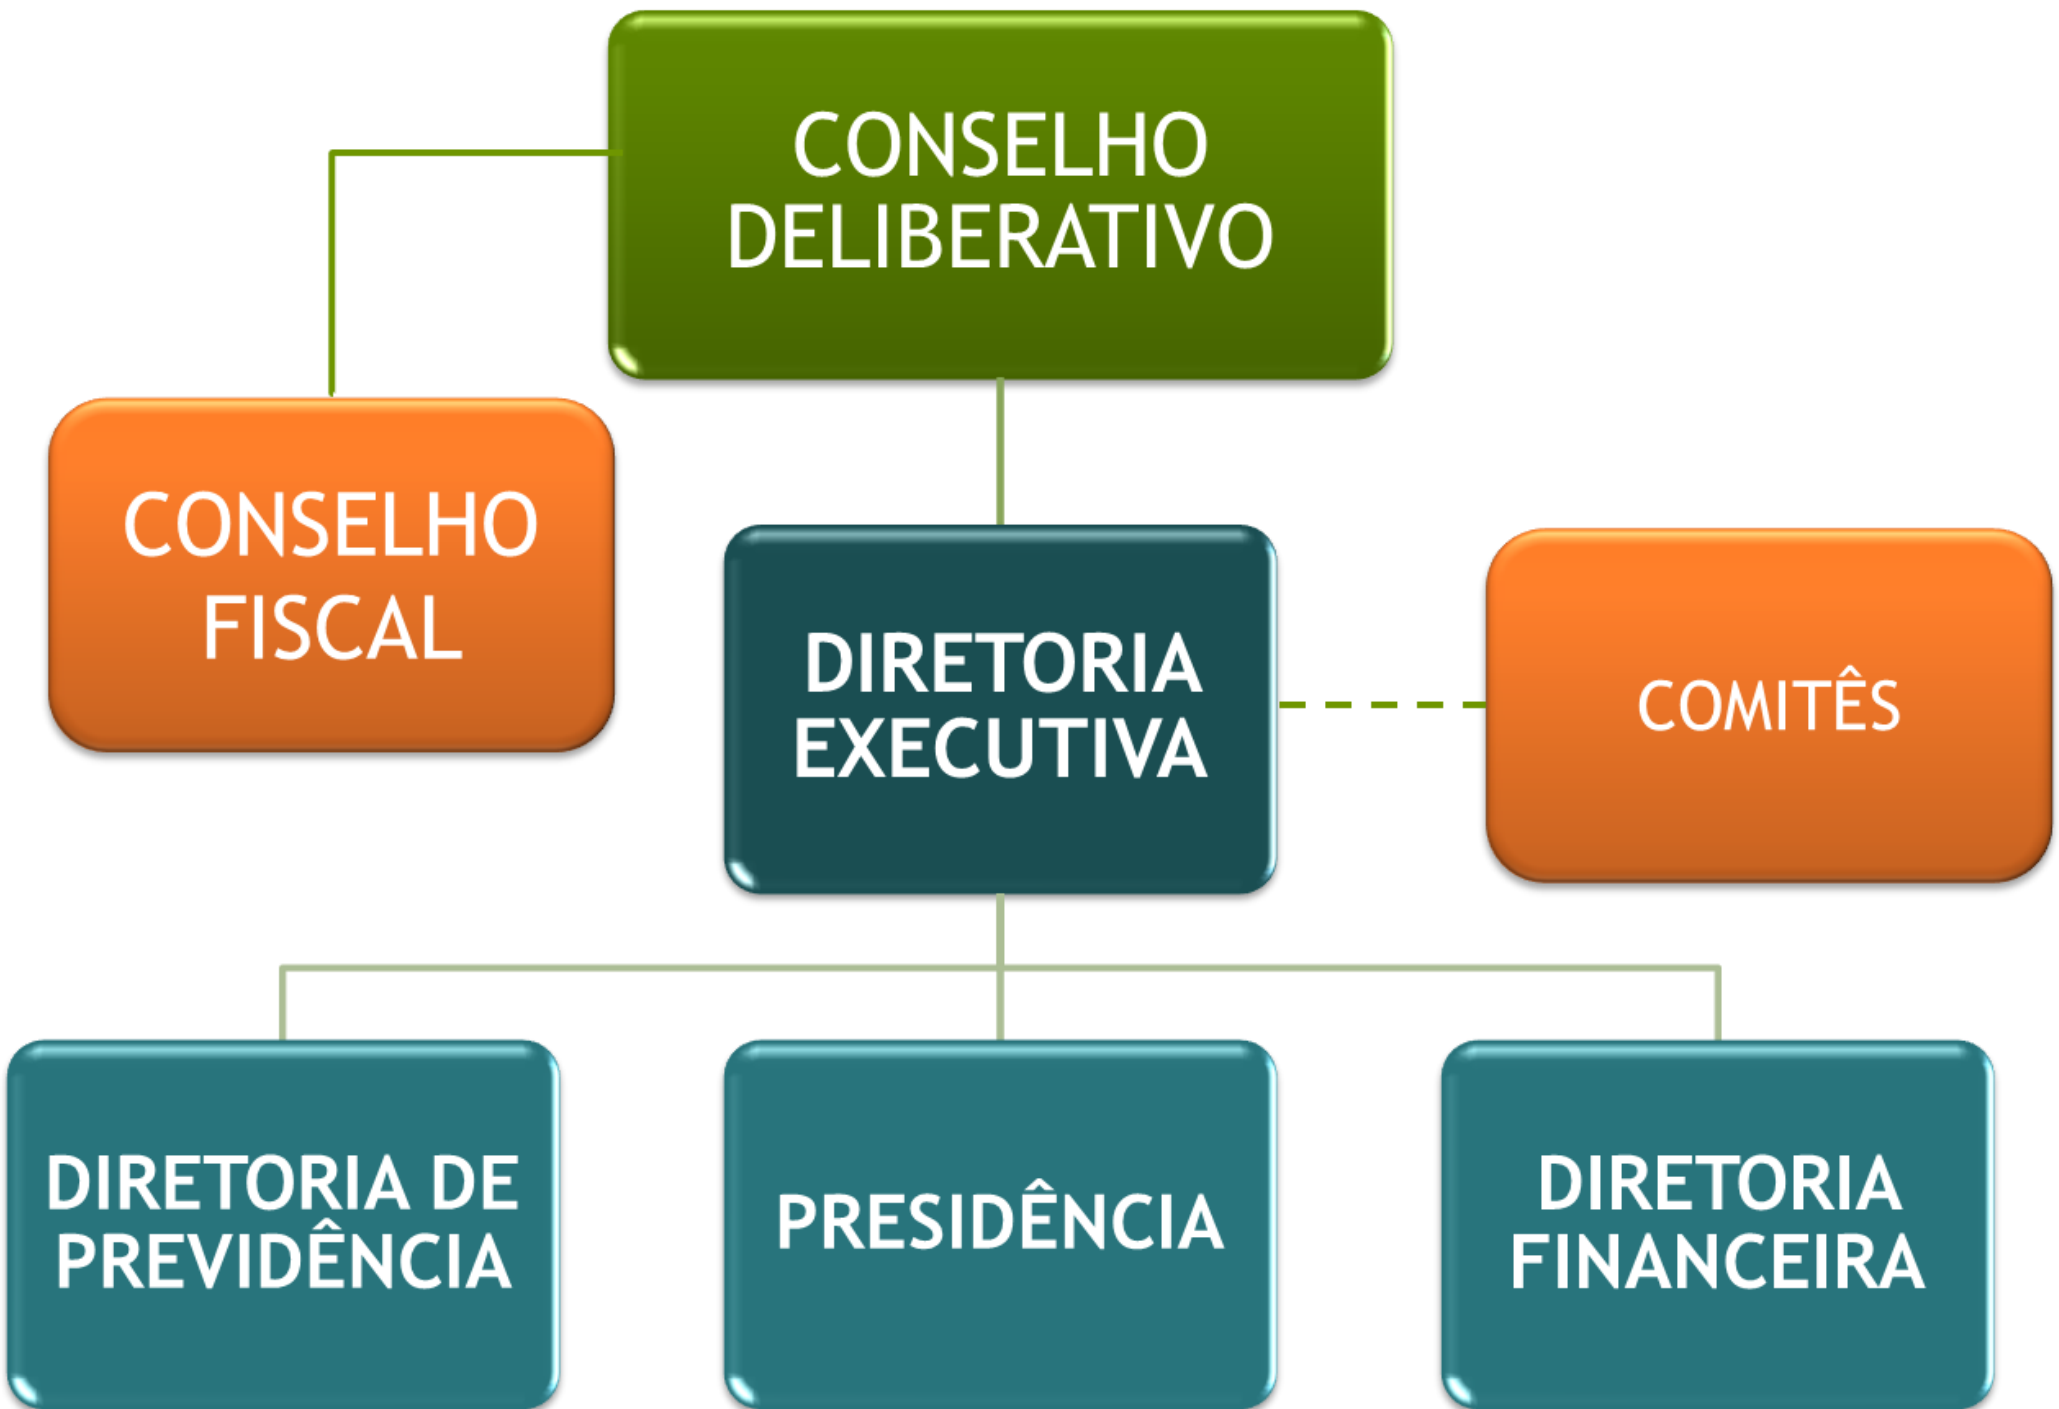 CONSELHO
DELIBERATIVO
CONSELHO
FISCAL
DIRETORIA
EXECUTIVA
COMITÊS
DIRETORIA DE
PREVIDÊNCIA
PRESIDÊNCIA
DIRETORIA
FINANCEIRA